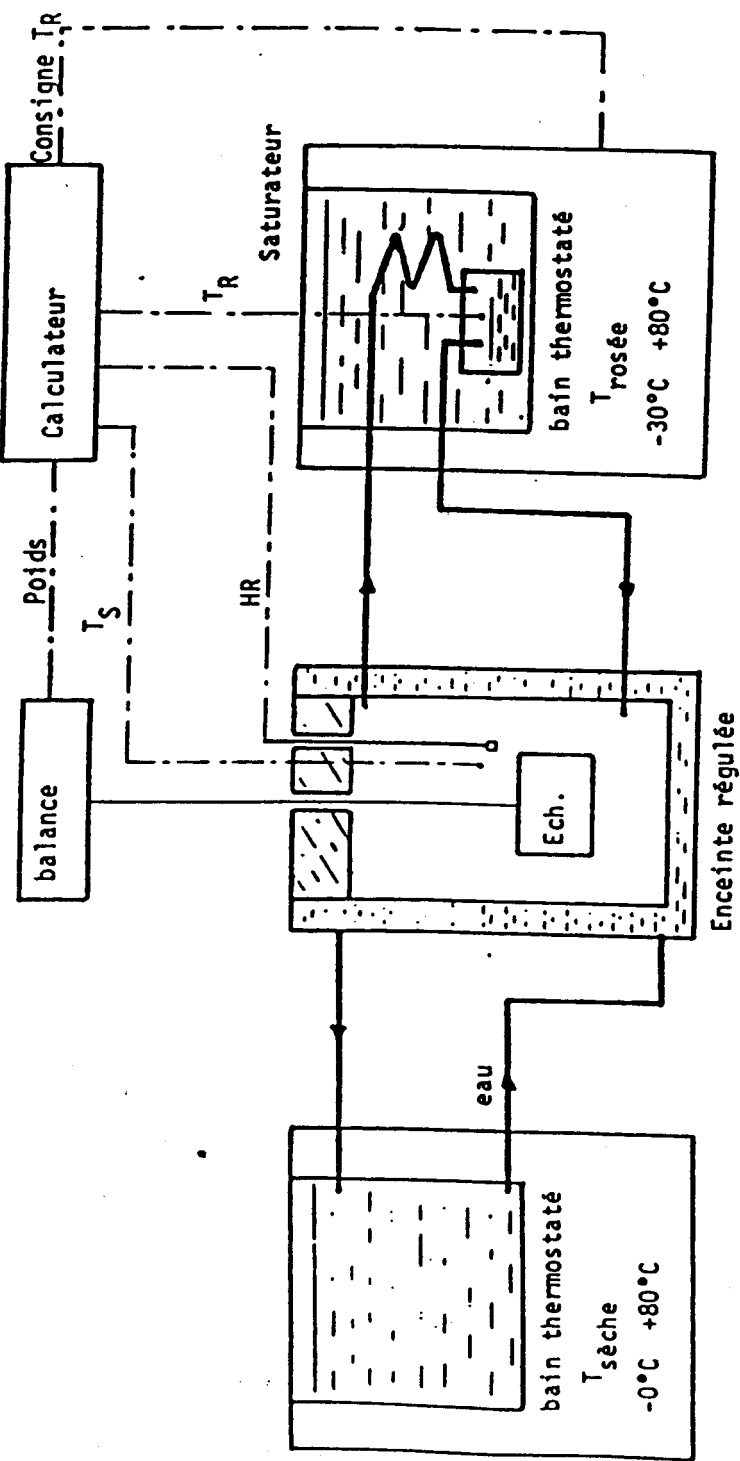 balance
Poids
Calculateur
Consigne T_R
T_S
HR
T_R
Saturateur
eau
Ech.
bain thermostaté
T_sèche
-0°C +80°C
Enceinte régulée
bain thermostaté
T_rosée
-30°C +80°C